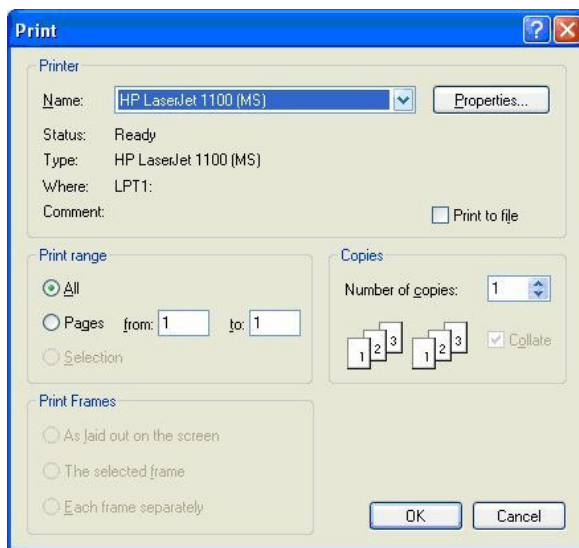 Print
Printer
Name: HP LaserJet 1100 (MS) Properties...
Status: Ready
Type: HP LaserJet 1100 (MS)
Where: LPT1:
Comment: Print to file
Print range
All
Pages from: 1 to: 1
Selection
Copies
Number of copies: 1
1 2 3 1 2 3 Collate
Print Frames
As laid out on the screen
The selected frame
Each frame separately
OK Cancel